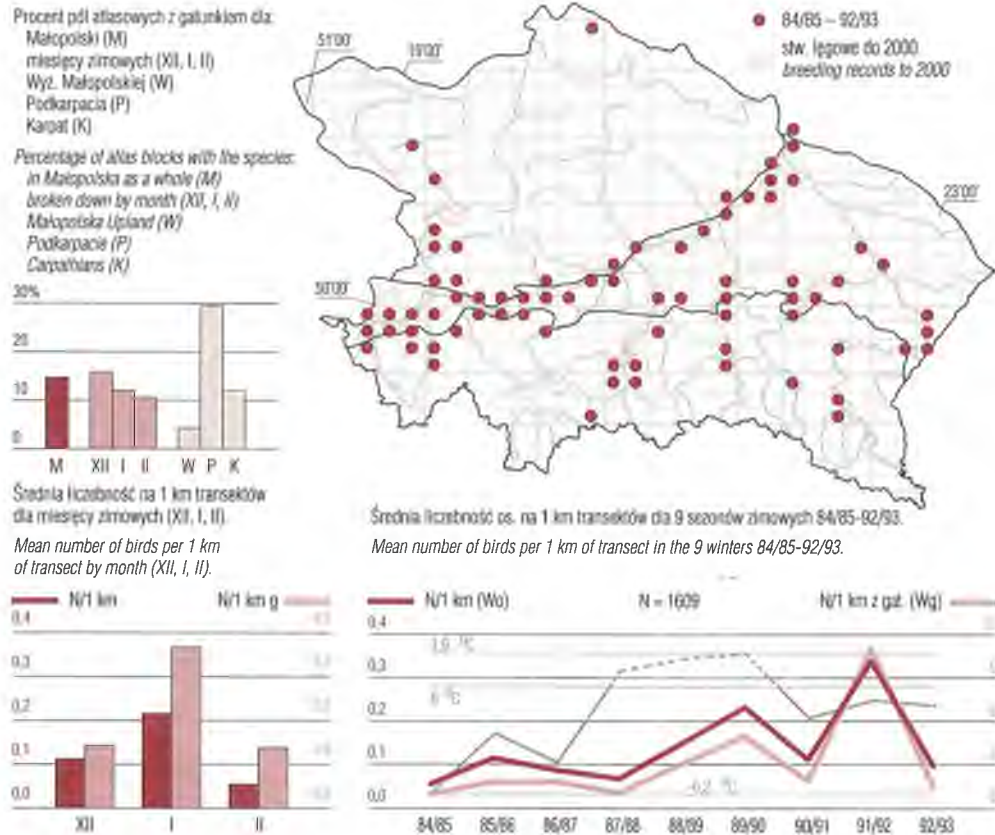 Procent pól atlasowych z gatunkiem dla:
Małopolski (M)
miesięcy zimowych (XII, I, II)
Wyż. Małopolskiej (W)
Podkarpacia (P)
Karpat (K)
Percentage of atlas blocks with the species:
in Małopolska as a whole (M)
broken down by month (XII, I, II)
Małopolska Upland (W)
Podkarpacie (P)
Carpathians (K)
84/85 – 92/93
stw. lęgowe do 2000
breeding records to 2000
51°00'
19°00'
23°00'
50°00'
30%
20
10
0
M XII I II W P K
Średnia liczebność na 1 km transektów
dla miesięcy zimowych (XII, I, II).
Mean number of birds per 1 km
of transect by month (XII, I, II).
N/1 km N/1 km g
0,4
0,3
0,2
0,1
0,0
XII I II
Średnia liczebność os. na 1 km transektów dla 9 sezonów zimowych 84/85-92/93.
Mean number of birds per 1 km of transect in the 9 winters 84/85-92/93.
N/1 km (Wo) N = 1609 N/1 km z gat. (Wg)
0,4
0,3
0,2
0,1
0,0
84/85 85/86 86/87 87/88 88/89 89/90 90/91 91/92 92/93